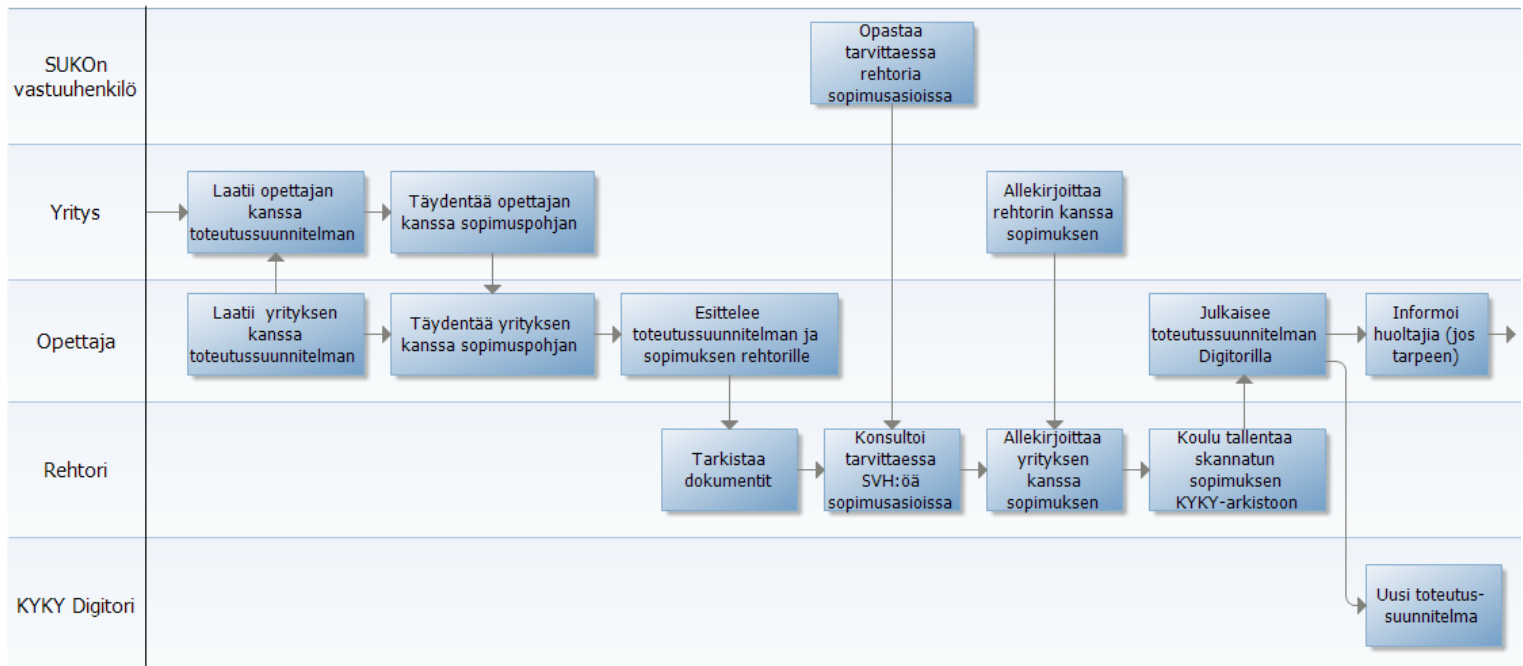 SUKOn
vastuuhenkilö
Opastaa
tarvittaessa
rehtoria
sopimusasioissa
Yritys
Laatii opettajan
kanssa
toteutussuunnitelman
Täydentää opettajan
kanssa sopimuspohjan
Allekirjoittaa
rehtorin kanssa
sopimuksen
Opettaja
Laatii yrityksen
kanssa
toteutussuunnitelman
Täydentää yrityksen
kanssa sopimuspohjan
Esittelee
toteutussuunnitelman ja
sopimuksen rehtorille
Julkaisee
toteutussuunnitelman
Digitorilla
Informoi
huoltajia (jos
tarpeen)
Rehtori
Tarkistaa
dokumentit
Konsultoi
tarvittaessa
SVH:öä
sopimusasioissa
Allekirjoittaa
yrityksen
kanssa
sopimuksen
Koulu tallentaa
skannatun
sopimuksen
KYKY-arkistoon
KYKY Digitori
Uusi toteutus-
suunnitelma